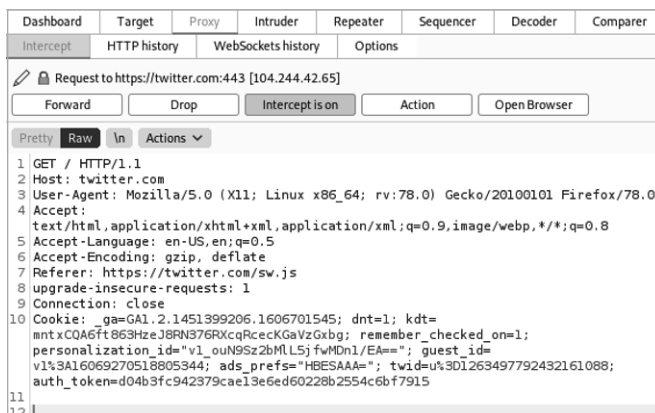 Dashboard Target Proxy Intruder Repeater Sequencer Decoder Comparer
Intercept HTTP history WebSockets history Options
Request to https://twitter.com:443 [104.244.42.65]
Forward Drop Intercept is on Action Open Browser
Pretty Raw \n Actions
1 GET / HTTP/1.1
2 Host: twitter.com
3 User-Agent: Mozilla/5.0 (X11; Linux x86_64; rv:78.0) Gecko/20100101 Firefox/78.0
4 Accept:
text/html,application/xhtml+xml,application/xml;q=0.9,image/webp,*/*;q=0.8
5 Accept-Language: en-US,en;q=0.5
6 Accept-Encoding: gzip, deflate
7 Referer: https://twitter.com/sw.js
8 upgrade-insecure-requests: 1
9 Connection: close
10 Cookie: _ga=GA1.2.1451399206.1606701545; dnt=1; kdt=
mntxCQA6ft863HzeJ8RN376RXcqRcecKGaVzGxbg; remember_checked_on=1;
personalization_id="v1_ouN9Sz2bMlL5jfwMDn1/EA=="; guest_id=
v1%3A160692705188053​44; ads_prefs="HBESAAA="; twid=u%3D1263497792432161088;
auth_token=d04b3fc942379cae13e6ed60228b2554c6bf7915
11
12